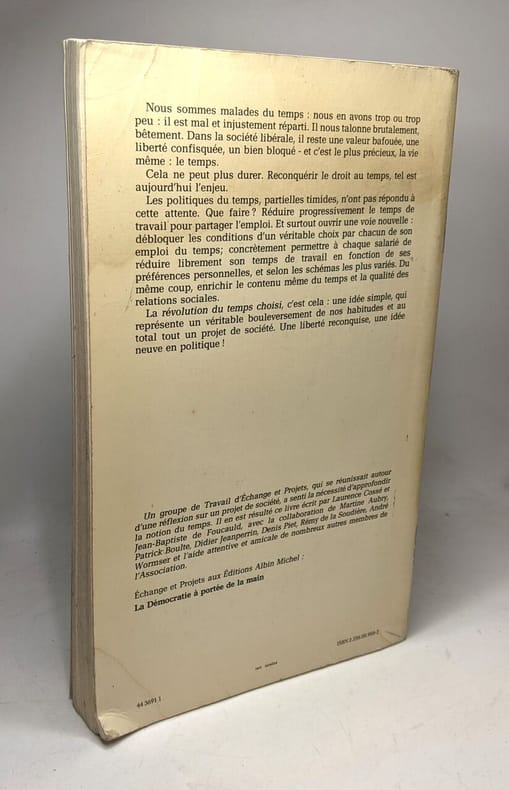 Nous sommes malades du temps : nous en avons trop ou trop
peu : il est mal et injustement réparti. Il nous talonne brutalement,
bêtement. Dans la société libérale, il reste une valeur bafouée, une
liberté confisquée, un bien bloqué - et c'est le plus précieux, la vie
même : le temps.
Cela ne peut plus durer. Reconquérir le droit au temps, tel est
aujourd'hui l'enjeu.
Les politiques du temps, partielles timides, n'ont pas répondu à
cette attente. Que faire ? Réduire progressivement le temps de
travail pour partager l'emploi. Et surtout ouvrir une voie nouvelle :
débloquer les conditions d'un véritable choix par chacun de son
emploi du temps; concrètement permettre à chaque salarié de
réduire librement son temps de travail en fonction de ses
préférences personnelles, et selon les schémas les plus variés. Du
même coup, enrichir le contenu même du temps et la qualité des
relations sociales.
La révolution du temps choisi, c'est cela : une idée simple, qui
représente un véritable bouleversement de nos habitudes et au
total tout un projet de société. Une liberté reconquise, une idée
neuve en politique !
Un groupe de Travail d'Échange et Projets, qui se réunissait autour
d'une réflexion sur un projet de société, a senti la nécessité d'approfondir
la notion du temps. Il en est résulté ce livre écrit par Laurence Cossé et
Jean-Baptiste de Foucauld, avec la collaboration de Martine Aubry,
Patrick Boulte, Didier Jeanperrin, Denis Piet, Rémy de la Soudière, André
Wormser et l'aide attentive et amicale de nombreux autres membres de
l'Association.
Échange et Projets aux Éditions Albin Michel :
La Démocratie à portée de la main
44 3691 1